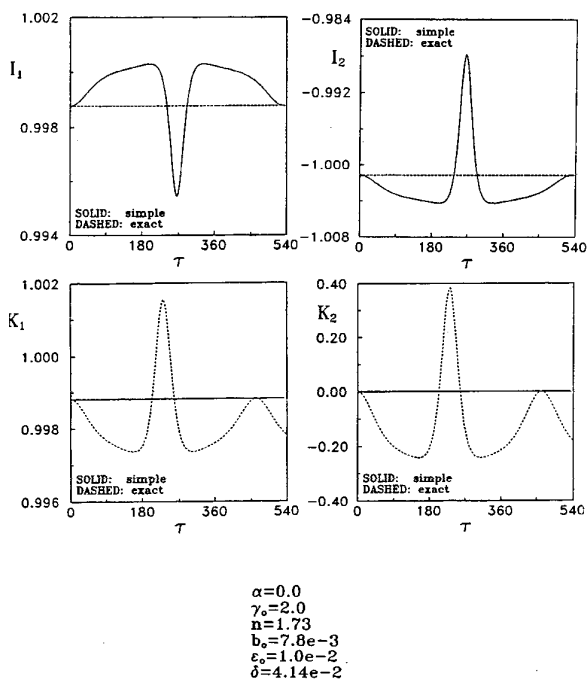 1.002
I₁
0.998
0.994
SOLID: simple
DASHED: exact
0 180 360 540
τ
-0.984
SOLID: simple
DASHED: exact
I₂
-0.992
-1.000
-1.008
0 180 360 540
τ
1.002
K₁
1.000
0.998
0.996
SOLID: simple
DASHED: exact
0 180 360 540
τ
0.40
K₂
0.20
0.00
-0.20
-0.40
SOLID: simple
DASHED: exact
0 180 360 540
τ
α=0.0
γₒ=2.0
n=1.73
bₒ=7.8e-3
εₒ=1.0e-2
δ=4.14e-2